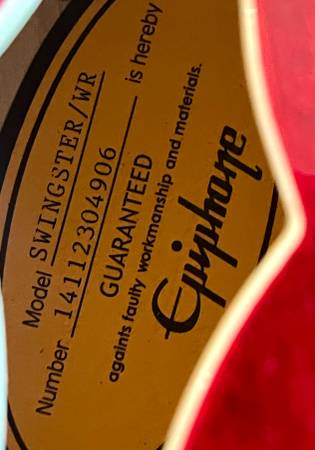 Model SWINGSTER/WR
Number 14112304906 is hereby
GUARANTEED
againts faulty workmanship and materials.
Epiphone